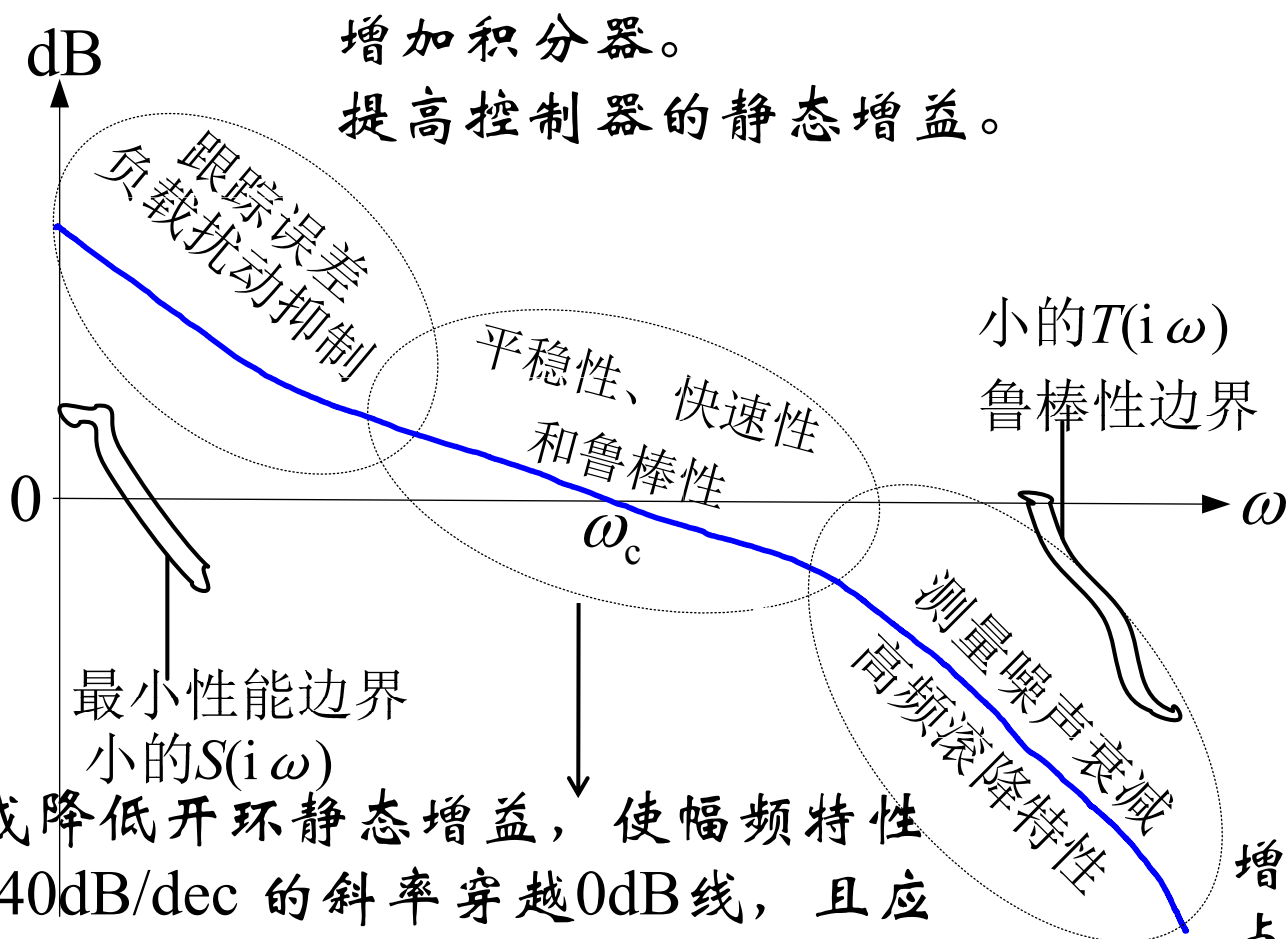 增加积分器。
提高控制器的静态增益。
dB
跟踪误差
负载扰动抑制
平稳性、快速性
和鲁棒性
小的T(iω)
鲁棒性边界
0
ω
ωc
测量噪声衰减
高频滚降特性
最小性能边界
小的S(iω)
降低开环静态增益，使幅频特性
40dB/dec 的斜率穿越0dB线，且应
增